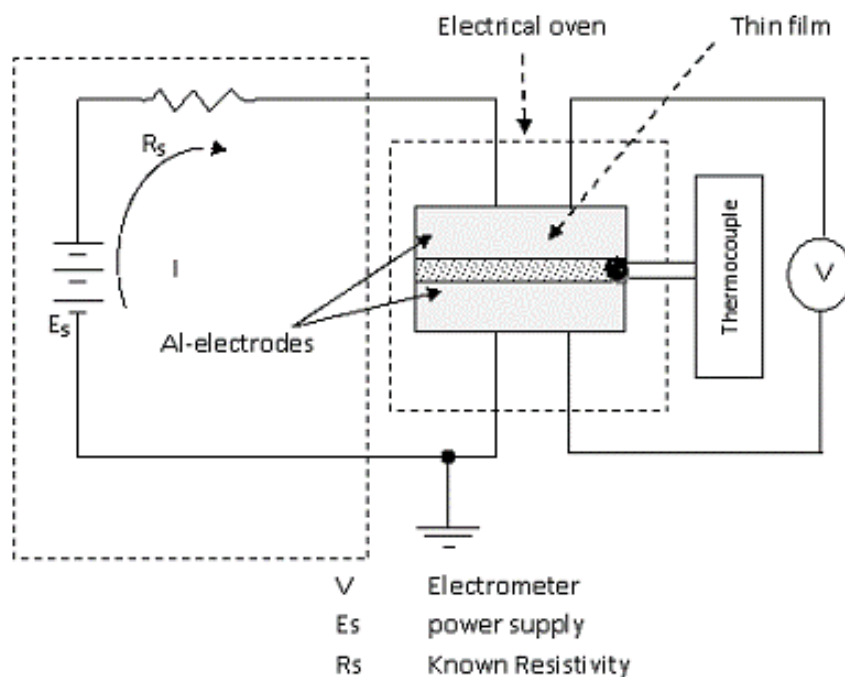 Electrical oven
Thin film
Rs
I
Es
Al-electrodes
Thermocouple
V
V Electrometer
Es power supply
Rs Known Resistivity